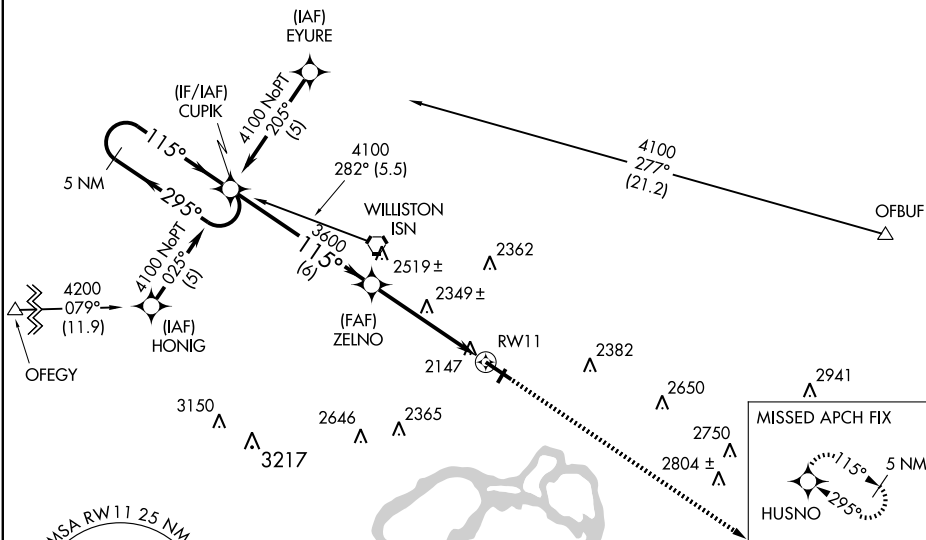 (IAF)
EYURE
(IF/IAF)
CUPIK
4100 NoPT
205°
(5)
115°
5 NM
295°
4100
282° (5.5)
4100
277°
(21.2)
OFBUF
WILLISTON
ISN
3600
115°
(6)
2519 ±
2362
4100 NoPT
025°
(5)
4200
079°
(11.9)
OFEGY
(IAF)
HONIG
(FAF)
ZELNO
2349 ±
RW11
2147
2382
2650
2941
3150
3217
2646
2365
2750
2804 ±
MISSED APCH FIX
115°
5 NM
295°
HUSNO
MSA RW11 25 NM